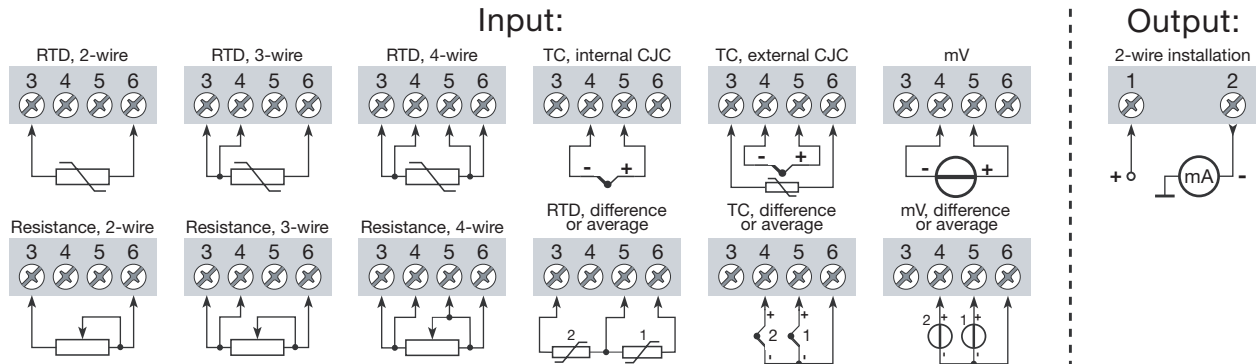 Input:
Output:
RTD, 2-wire
RTD, 3-wire
RTD, 4-wire
TC, internal CJC
TC, external CJC
mV
2-wire installation
3 4 5 6
3 4 5 6
3 4 5 6
3 4 5 6
3 4 5 6
3 4 5 6
1 2
- +
- +
- +
+ mA -
Resistance, 2-wire
Resistance, 3-wire
Resistance, 4-wire
RTD, difference
or average
TC, difference
or average
mV, difference
or average
3 4 5 6
3 4 5 6
3 4 5 6
3 4 5 6
3 4 5 6
3 4 5 6
2 1
+ +
2 1
- -
2 + 1 +
- -